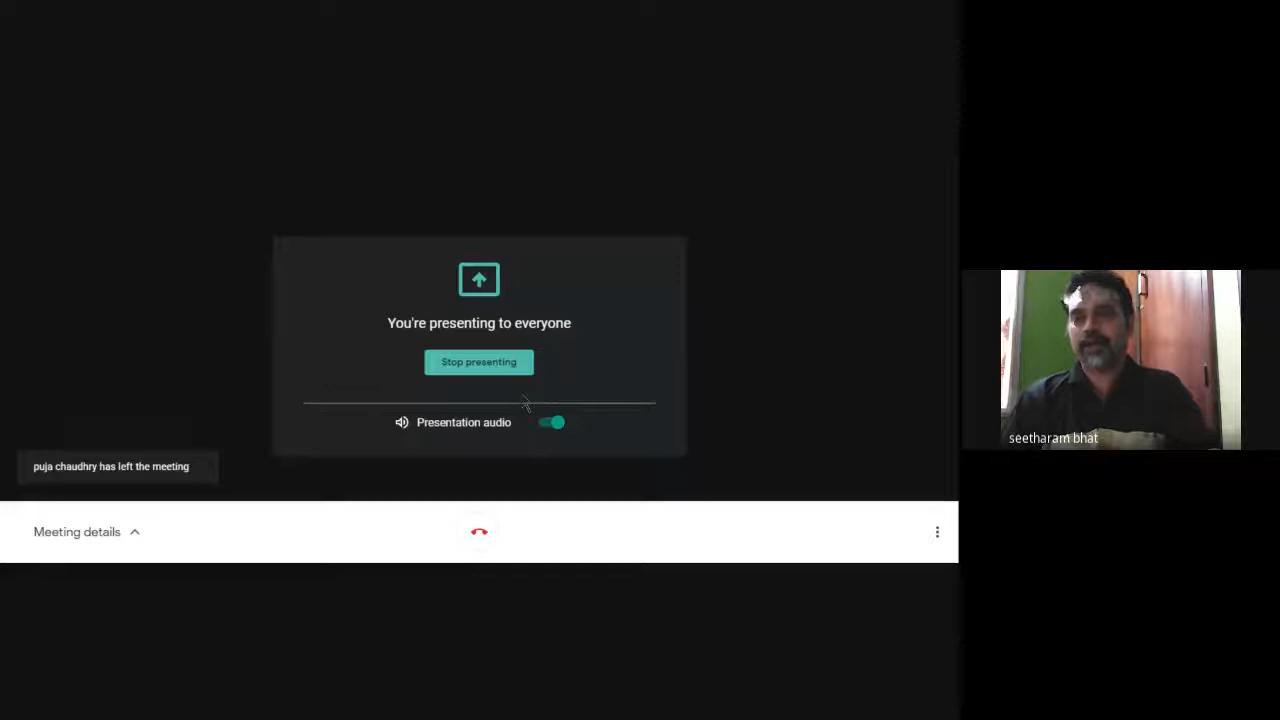 You're presenting to everyone
Stop presenting
Presentation audio
puja chaudhry has left the meeting
Meeting details
seetharam bhat